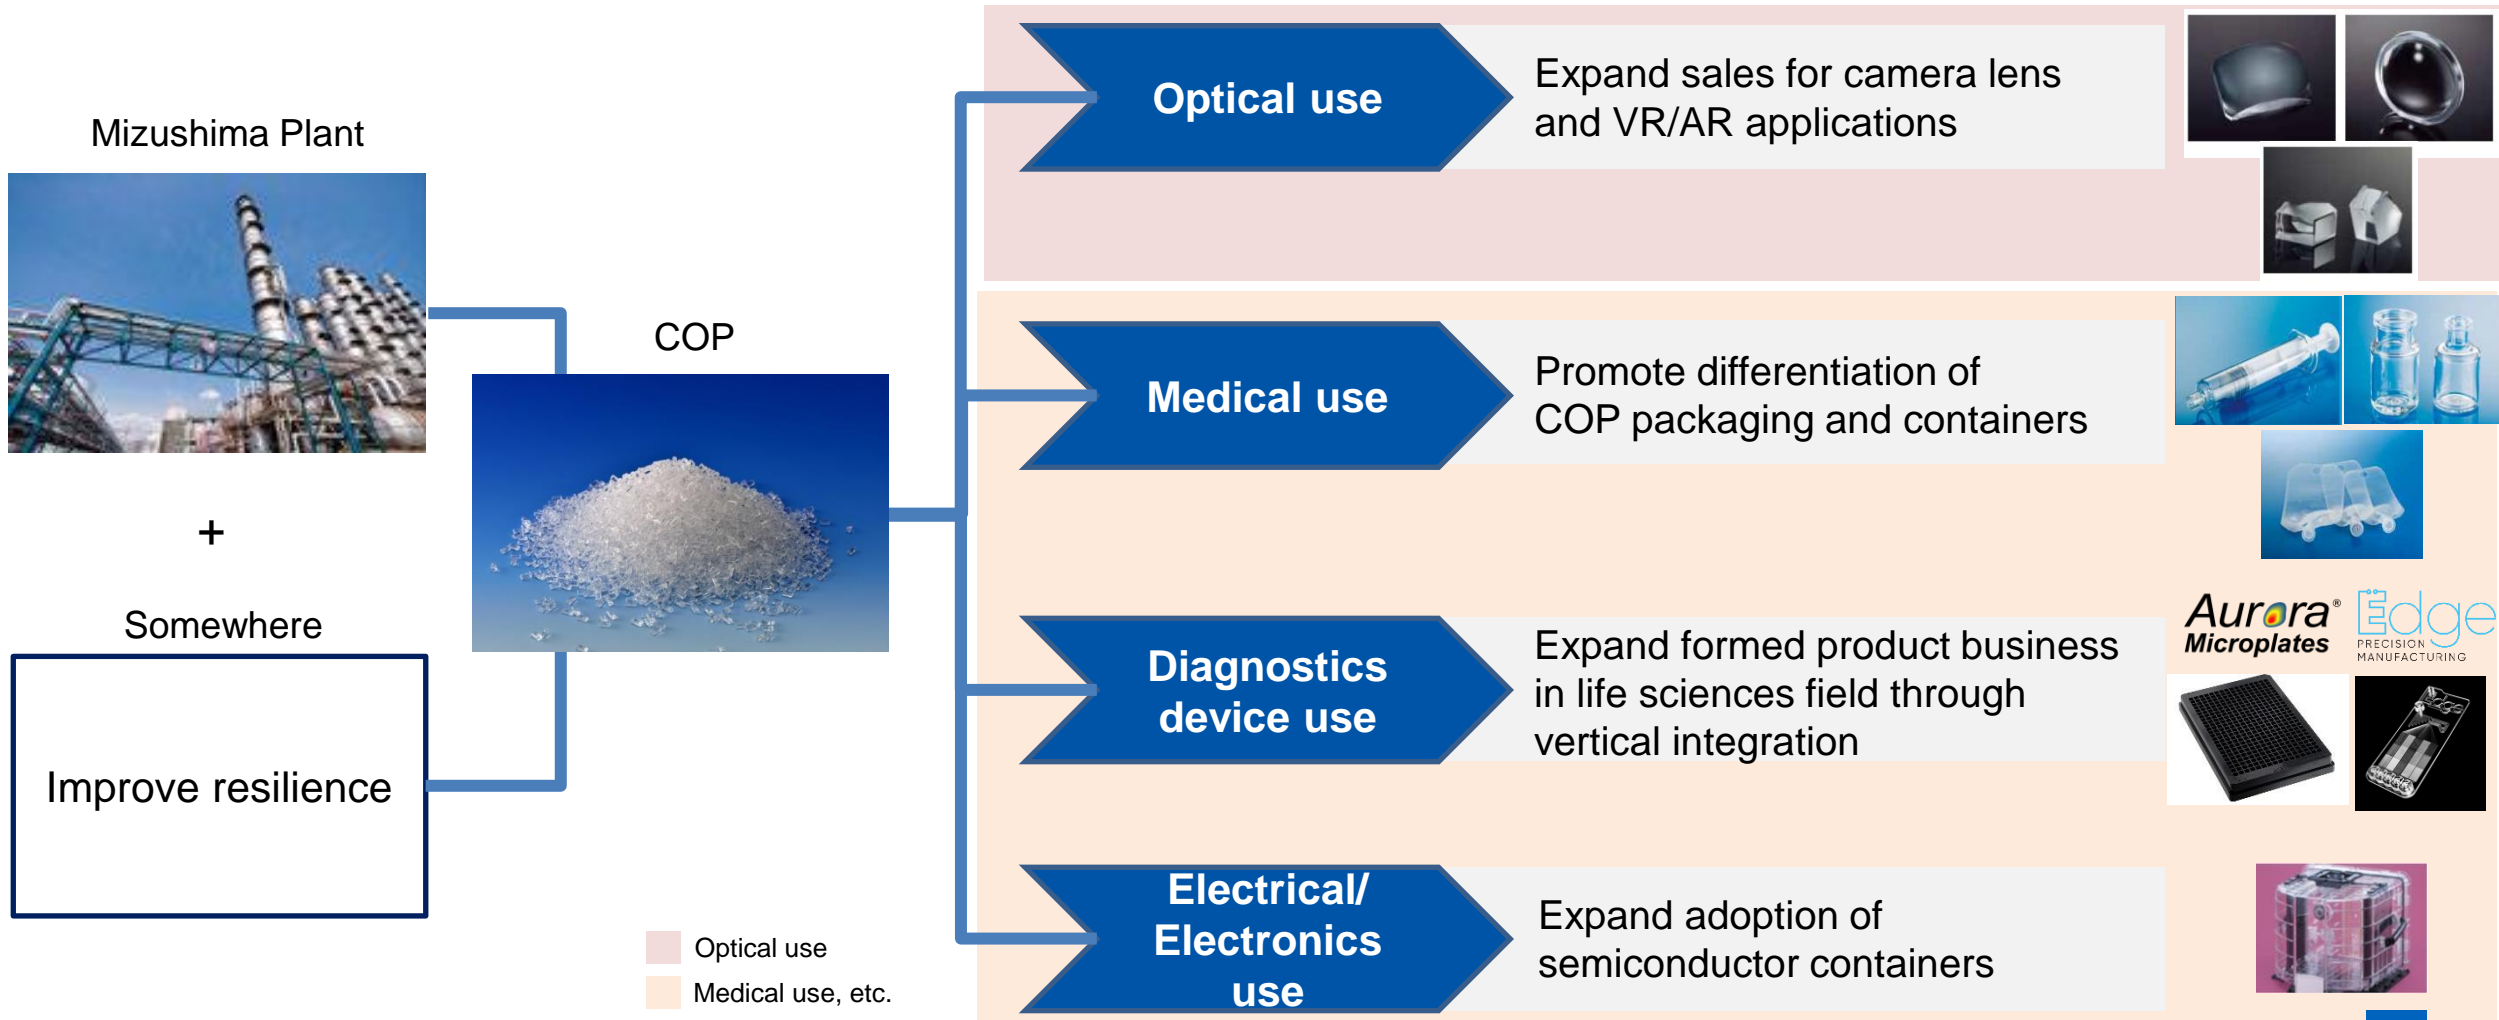 Mizushima Plant
+
Somewhere
Improve resilience
COP
Optical use
Expand sales for camera lens
and VR/AR applications
Medical use
Promote differentiation of
COP packaging and containers
Diagnostics
device use
Expand formed product business
in life sciences field through
vertical integration
Aurora®
Microplates
Edge
PRECISION
MANUFACTURING
Edge
Electrical/
Electronics
use
Expand adoption of
semiconductor containers
Optical use
Medical use, etc.